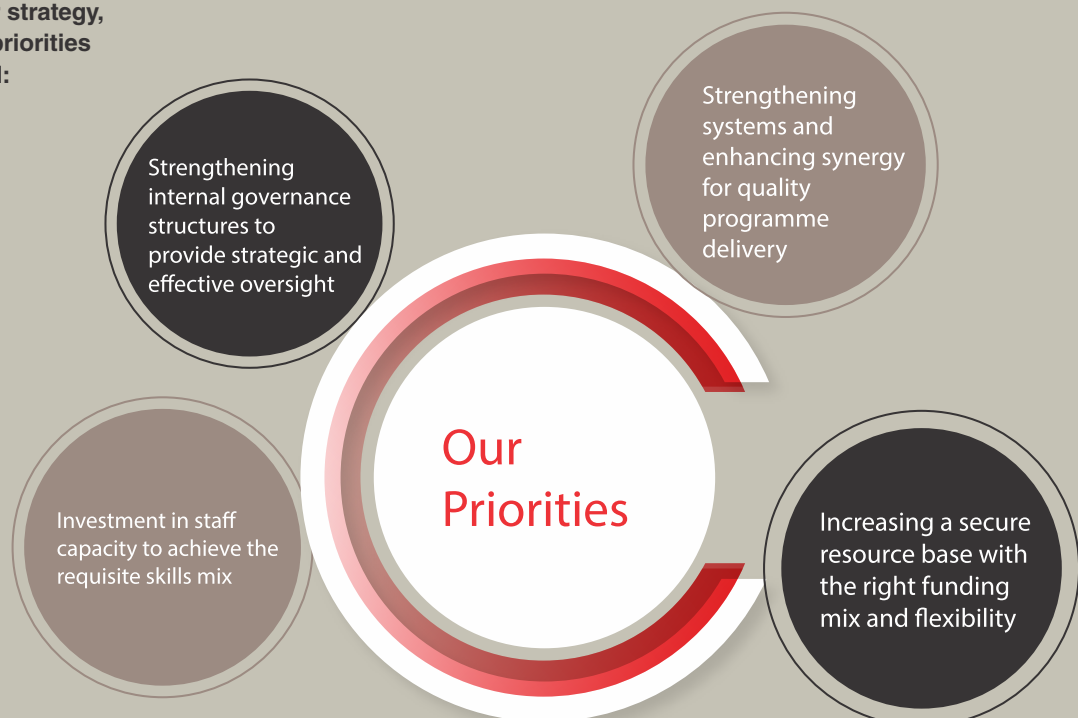 strategy,
priorities
:
Strengthening
internal governance
structures to
provide strategic and
effective oversight
Strengthening
systems and
enhancing synergy
for quality
programme
delivery
Our
Priorities
Investment in staff
capacity to achieve the
requisite skills mix
Increasing a secure
resource base with
the right funding
mix and flexibility